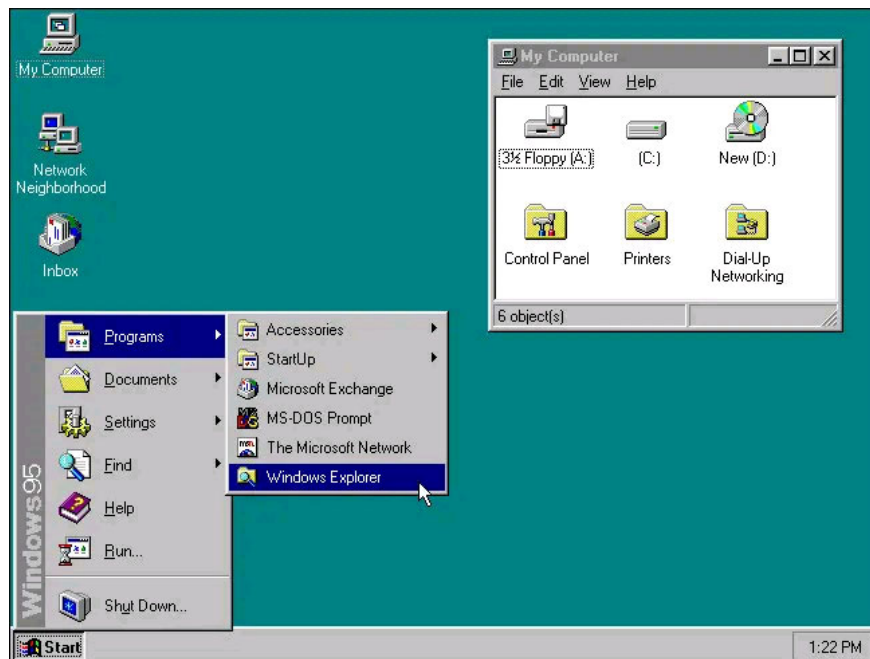 My Computer
Network
Neighborhood
Inbox
My Computer
File Edit View Help
3½ Floppy (A:)
(C:)
New (D:)
Control Panel
Printers
Dial-Up
Networking
6 object(s)
Windows95
Programs
Documents
Settings
Find
Help
Run...
Shut Down...
Accessories
StartUp
Microsoft Exchange
MS-DOS Prompt
The Microsoft Network
Windows Explorer
Start
1:22 PM